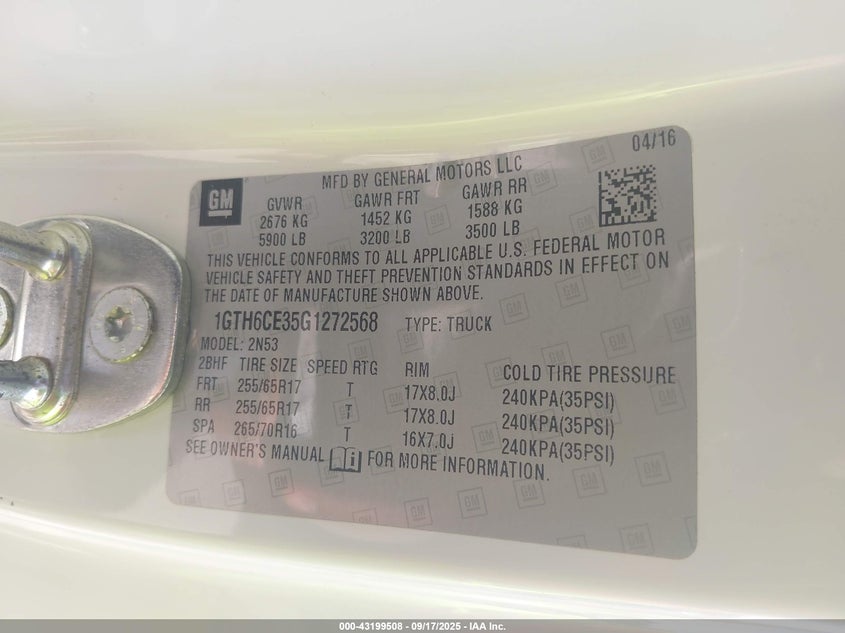 04/16
MFD BY GENERAL MOTORS LLC
GM
GVWR GAWR FRT GAWR RR
2676 KG 1452 KG 1588 KG
5900 LB 3200 LB 3500 LB
THIS VEHICLE CONFORMS TO ALL APPLICABLE U.S. FEDERAL MOTOR
VEHICLE SAFETY AND THEFT PREVENTION STANDARDS IN EFFECT ON
THE DATE OF MANUFACTURE SHOWN ABOVE.
1GTH6CE35G1272568 TYPE: TRUCK
MODEL: 2N53
2BHF TIRE SIZE SPEED RTG RIM COLD TIRE PRESSURE
FRT 255/65R17 T 17X8.0J 240KPA(35PSI)
RR 255/65R17 T 17X8.0J 240KPA(35PSI)
SPA 265/70R16 T 16X7.0J 240KPA(35PSI)
SEE OWNER'S MANUAL FOR MORE INFORMATION.
000-43199508 - 09/17/2025 - IAA Inc.